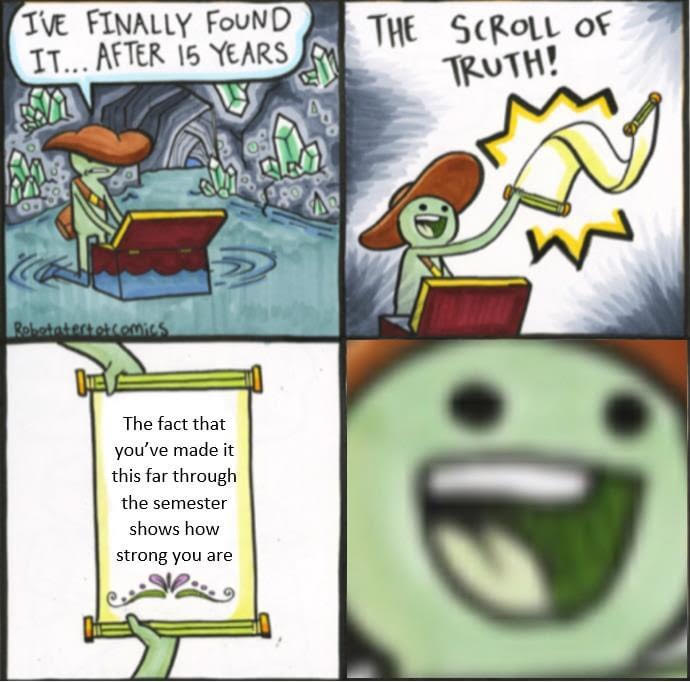 I'VE FINALLY FOUND
IT... AFTER 15 YEARS
THE SCROLL OF
TRUTH!
Robotatertotcomics
The fact that
you've made it
this far through
the semester
shows how
strong you are